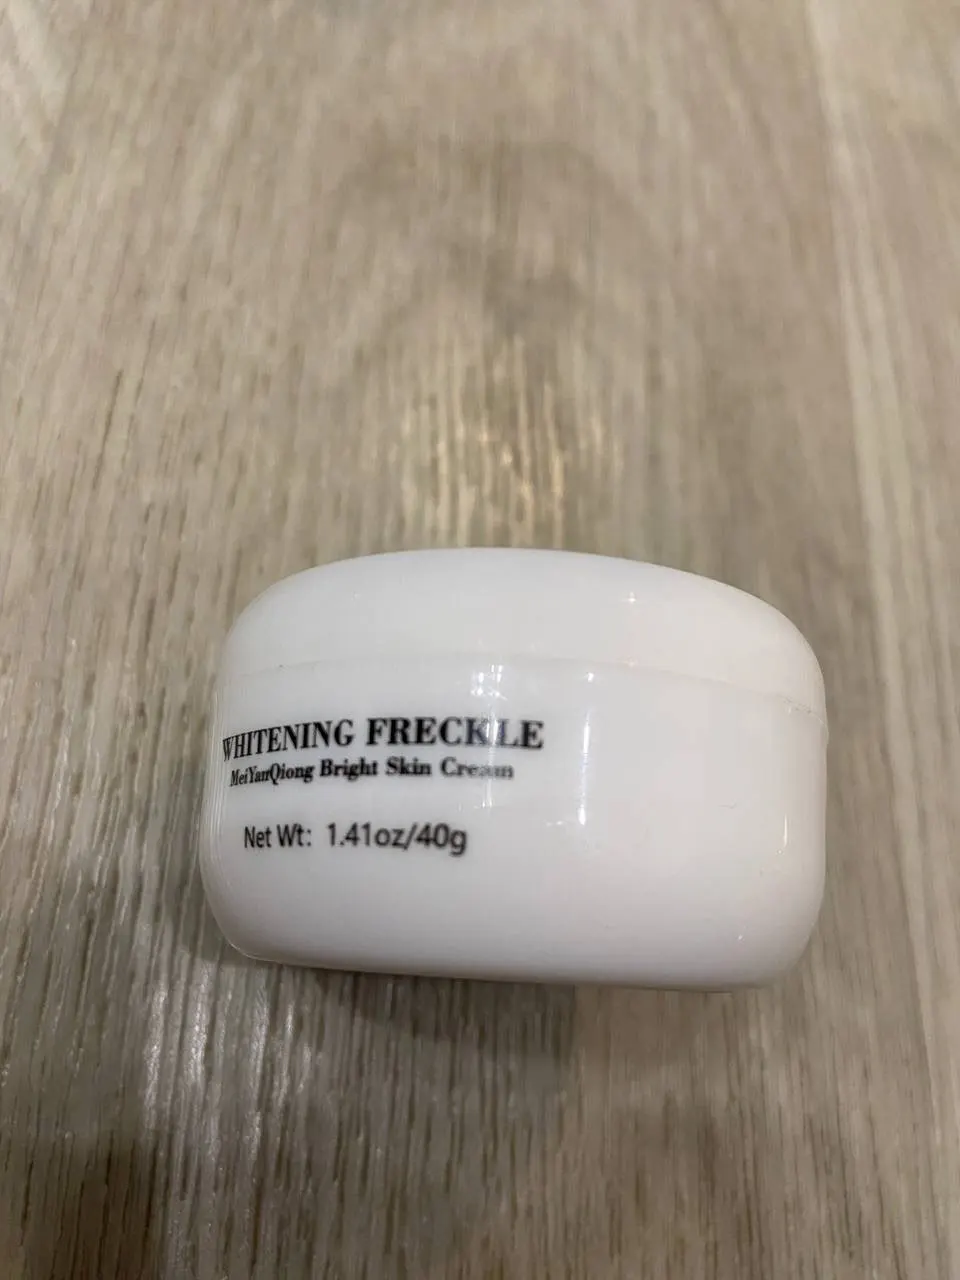 WHITENING FRECKLE
MeiYanQiong Bright Skin Cream
Net Wt: 1.41oz/40g